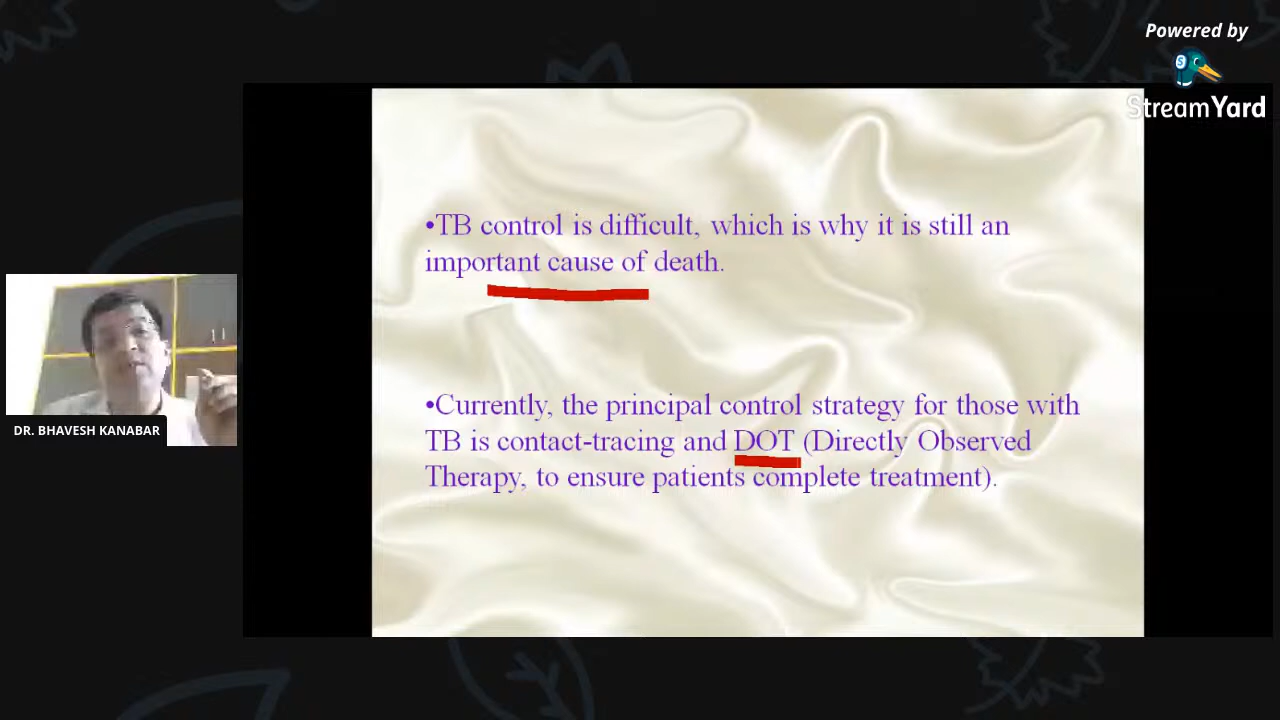 Powered by
StreamYard
•TB control is difficult, which is why it is still an
important cause of death.
•Currently, the principal control strategy for those with
TB is contact-tracing and DOT (Directly Observed
Therapy, to ensure patients complete treatment).
DR. BHAVESH KANABAR